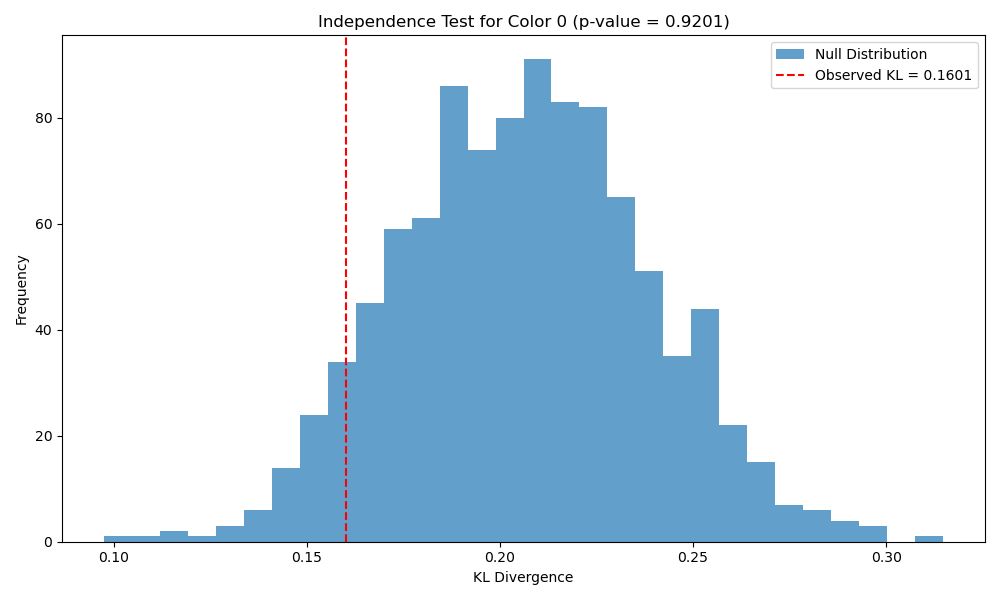 Independence Test for Color 0 (p-value = 0.9201)
Null Distribution
Observed KL = 0.1601
Frequency
80
60
40
20
0
0.10
0.15
0.20
0.25
0.30
KL Divergence